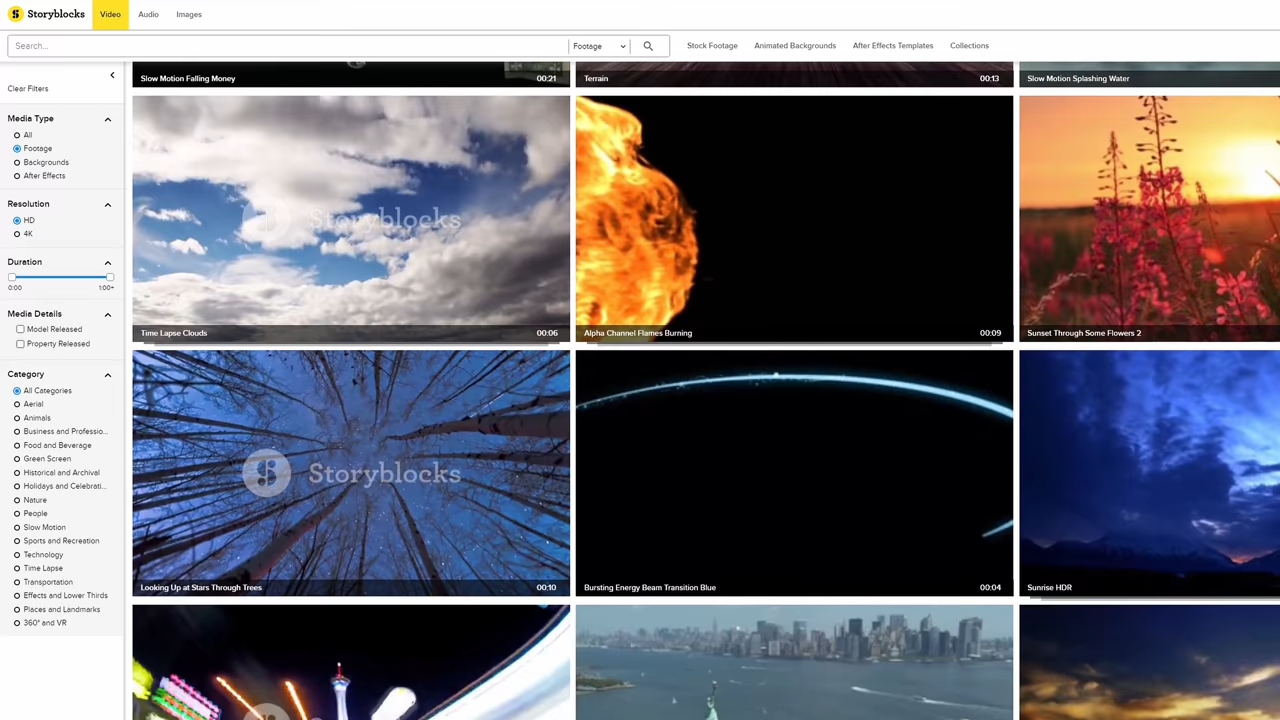 Storyblocks
Video
Audio
Images
Search...
Footage
Stock Footage
Animated Backgrounds
After Effects Templates
Collections
Clear Filters
Media Type
All
Footage
Backgrounds
After Effects
Resolution
HD
4K
Duration
0:00
1:00+
Media Details
Model Released
Property Released
Category
All Categories
Aerial
Animals
Business and Professio...
Food and Beverage
Green Screen
Historical and Archival
Holidays and Celebrati...
Nature
People
Slow Motion
Sports and Recreation
Technology
Time Lapse
Transportation
Effects and Lower Thirds
Places and Landmarks
360° and VR
Slow Motion Falling Money 00:21
Terrain 00:13
Slow Motion Splashing Water
Storyblocks
Time Lapse Clouds 00:06
Alpha Channel Flames Burning 00:09
Sunset Through Some Flowers 2
Storyblocks
Looking Up at Stars Through Trees 00:10
Bursting Energy Beam Transition Blue 00:04
Sunrise HDR